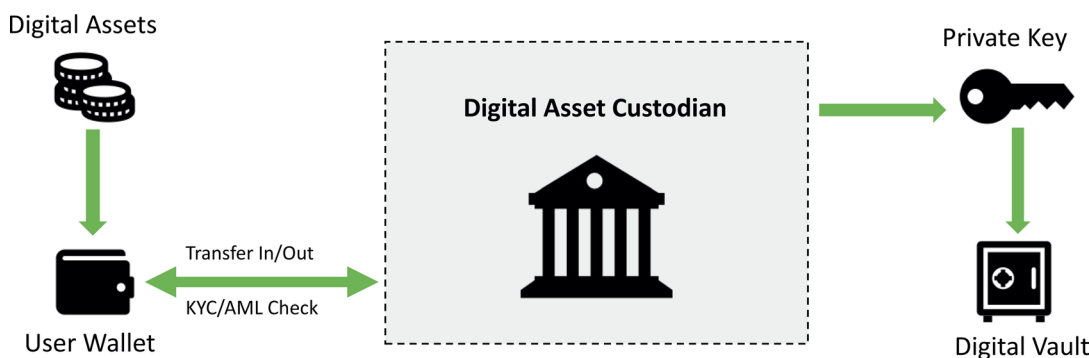 Digital Assets
User Wallet
Transfer In/Out
KYC/AML Check
Digital Asset Custodian
Private Key
Digital Vault